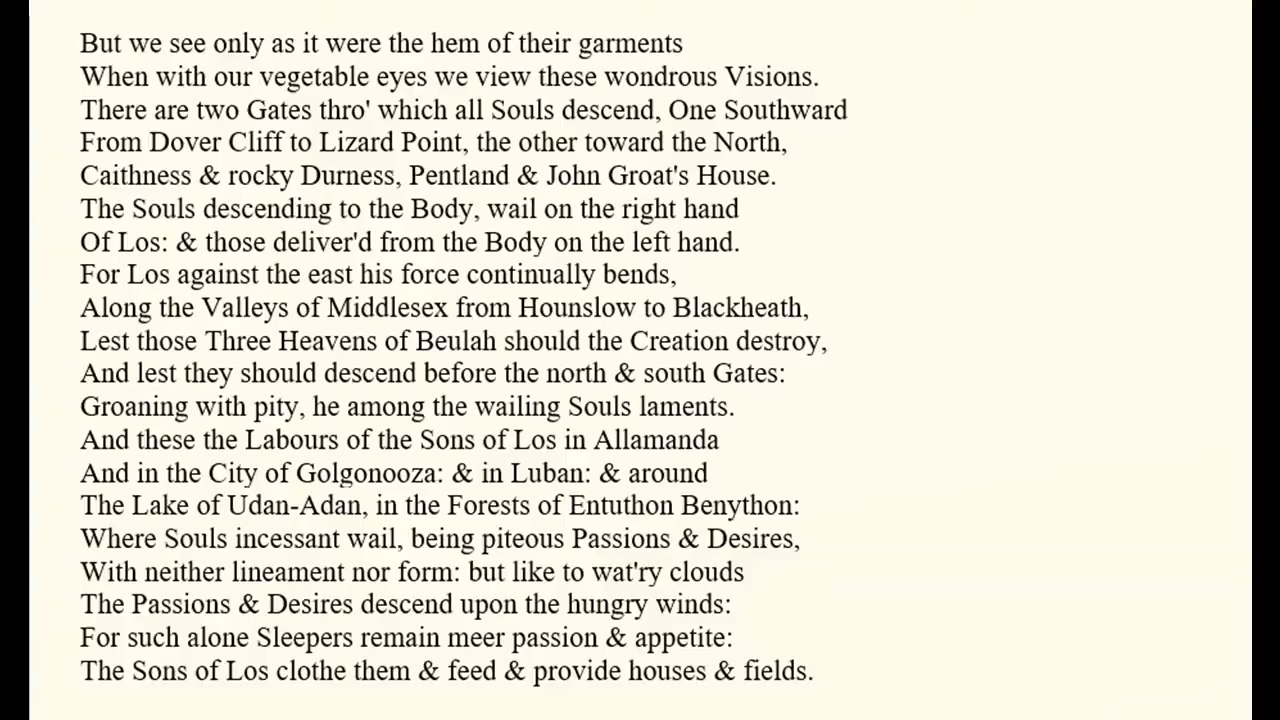 But we see only as it were the hem of their garments
When with our vegetable eyes we view these wondrous Visions.
There are two Gates thro' which all Souls descend, One Southward
From Dover Cliff to Lizard Point, the other toward the North,
Caithness & rocky Durness, Pentland & John Groat's House.
The Souls descending to the Body, wail on the right hand
Of Los: & those deliver'd from the Body on the left hand.
For Los against the east his force continually bends,
Along the Valleys of Middlesex from Hounslow to Blackheath,
Lest those Three Heavens of Beulah should the Creation destroy,
And lest they should descend before the north & south Gates:
Groaning with pity, he among the wailing Souls laments.
And these the Labours of the Sons of Los in Allamanda
And in the City of Golgonooza: & in Luban: & around
The Lake of Udan-Adan, in the Forests of Entuthon Benython:
Where Souls incessant wail, being piteous Passions & Desires,
With neither lineament nor form: but like to wat'ry clouds
The Passions & Desires descend upon the hungry winds:
For such alone Sleepers remain meer passion & appetite:
The Sons of Los clothe them & feed & provide houses & fields.